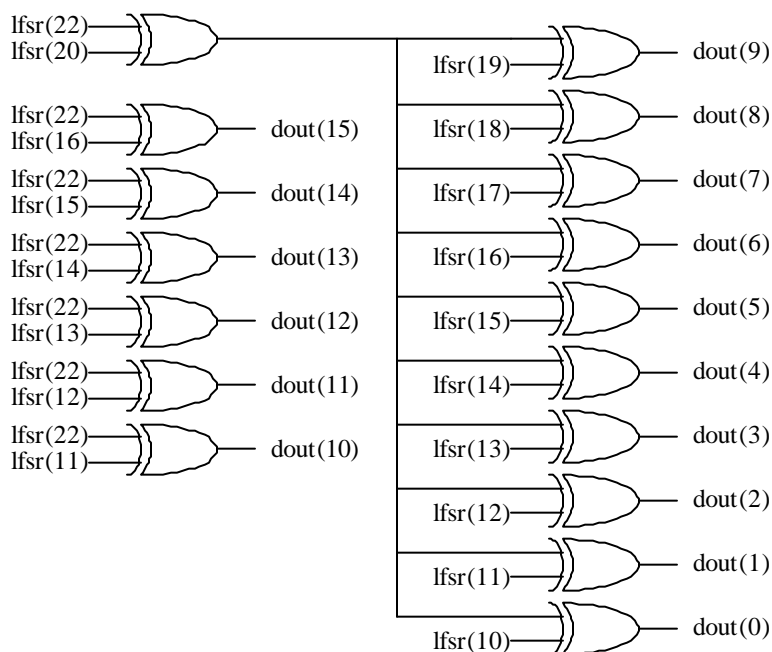 lfsr(22)
lfsr(20)
lfsr(22)
lfsr(16)
dout(15)
lfsr(22)
lfsr(15)
dout(14)
lfsr(22)
lfsr(14)
dout(13)
lfsr(22)
lfsr(13)
dout(12)
lfsr(22)
lfsr(12)
dout(11)
lfsr(22)
lfsr(11)
dout(10)
lfsr(19)
dout(9)
lfsr(18)
dout(8)
lfsr(17)
dout(7)
lfsr(16)
dout(6)
lfsr(15)
dout(5)
lfsr(14)
dout(4)
lfsr(13)
dout(3)
lfsr(12)
dout(2)
lfsr(11)
dout(1)
lfsr(10)
dout(0)